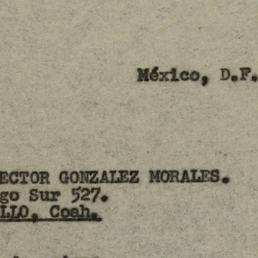 México, D.F.
ECTOR GONZALEZ MORALES.
go Sur 527.
LLO, Coah.